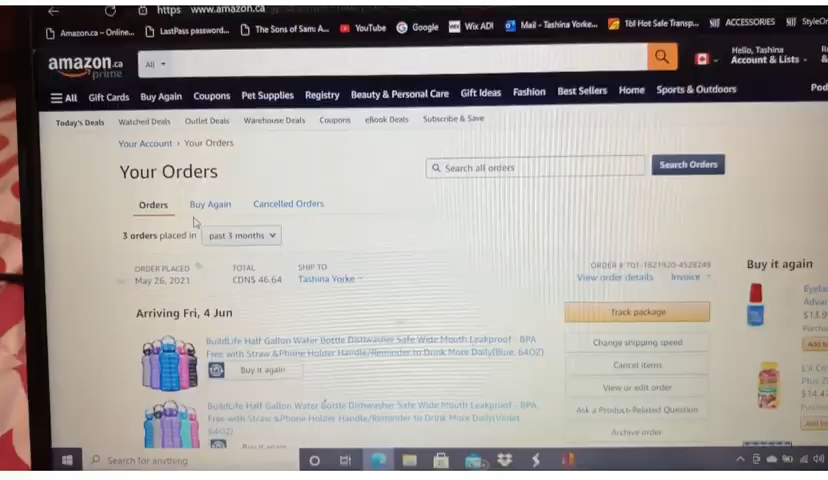 https www.amazon.ca
Amazon.ca – Online...
LastPass password...
The Sons of Sam: A...
YouTube
Google
Wix ADI
Mail - Tashina Yorke...
Tbl Hot Safe Transp...
ACCESSORIES
amazon.ca
prime
All
Hello, Tashina
Account & Lists
All
Gift Cards
Buy Again
Coupons
Pet Supplies
Registry
Beauty & Personal Care
Gift Ideas
Fashion
Best Sellers
Home
Sports & Outdoors
Today's Deals
Watched Deals
Outlet Deals
Warehouse Deals
Coupons
eBook Deals
Subscribe & Save
Your Account › Your Orders
Your Orders
Search all orders
Search Orders
Orders
Buy Again
Cancelled Orders
3 orders placed in
past 3 months
ORDER PLACED
May 26, 2021
TOTAL
CDN$ 46.64
SHIP TO
Tashina Yorke
View order details
Invoice
Buy it again
Arriving Fri, 4 Jun
Track package
BuildLife Half Gallon Water Bottle Dishwasher Safe Wide Mouth Leakproof - BPA
Free with Straw &Phone Holder Handle/Reminder to Drink More Daily(Blue, 64OZ)
Buy it again
Change shipping speed
Cancel items
View or edit order
Ask a Product-Related Question
Archive order
BuildLife Half Gallon Water Bottle Dishwasher Safe Wide Mouth Leakproof - BPA
Free with Straw &Phone Holder Handle/Reminder to Drink More Daily(Violet
64OZ)
Buy it again
Search for anything